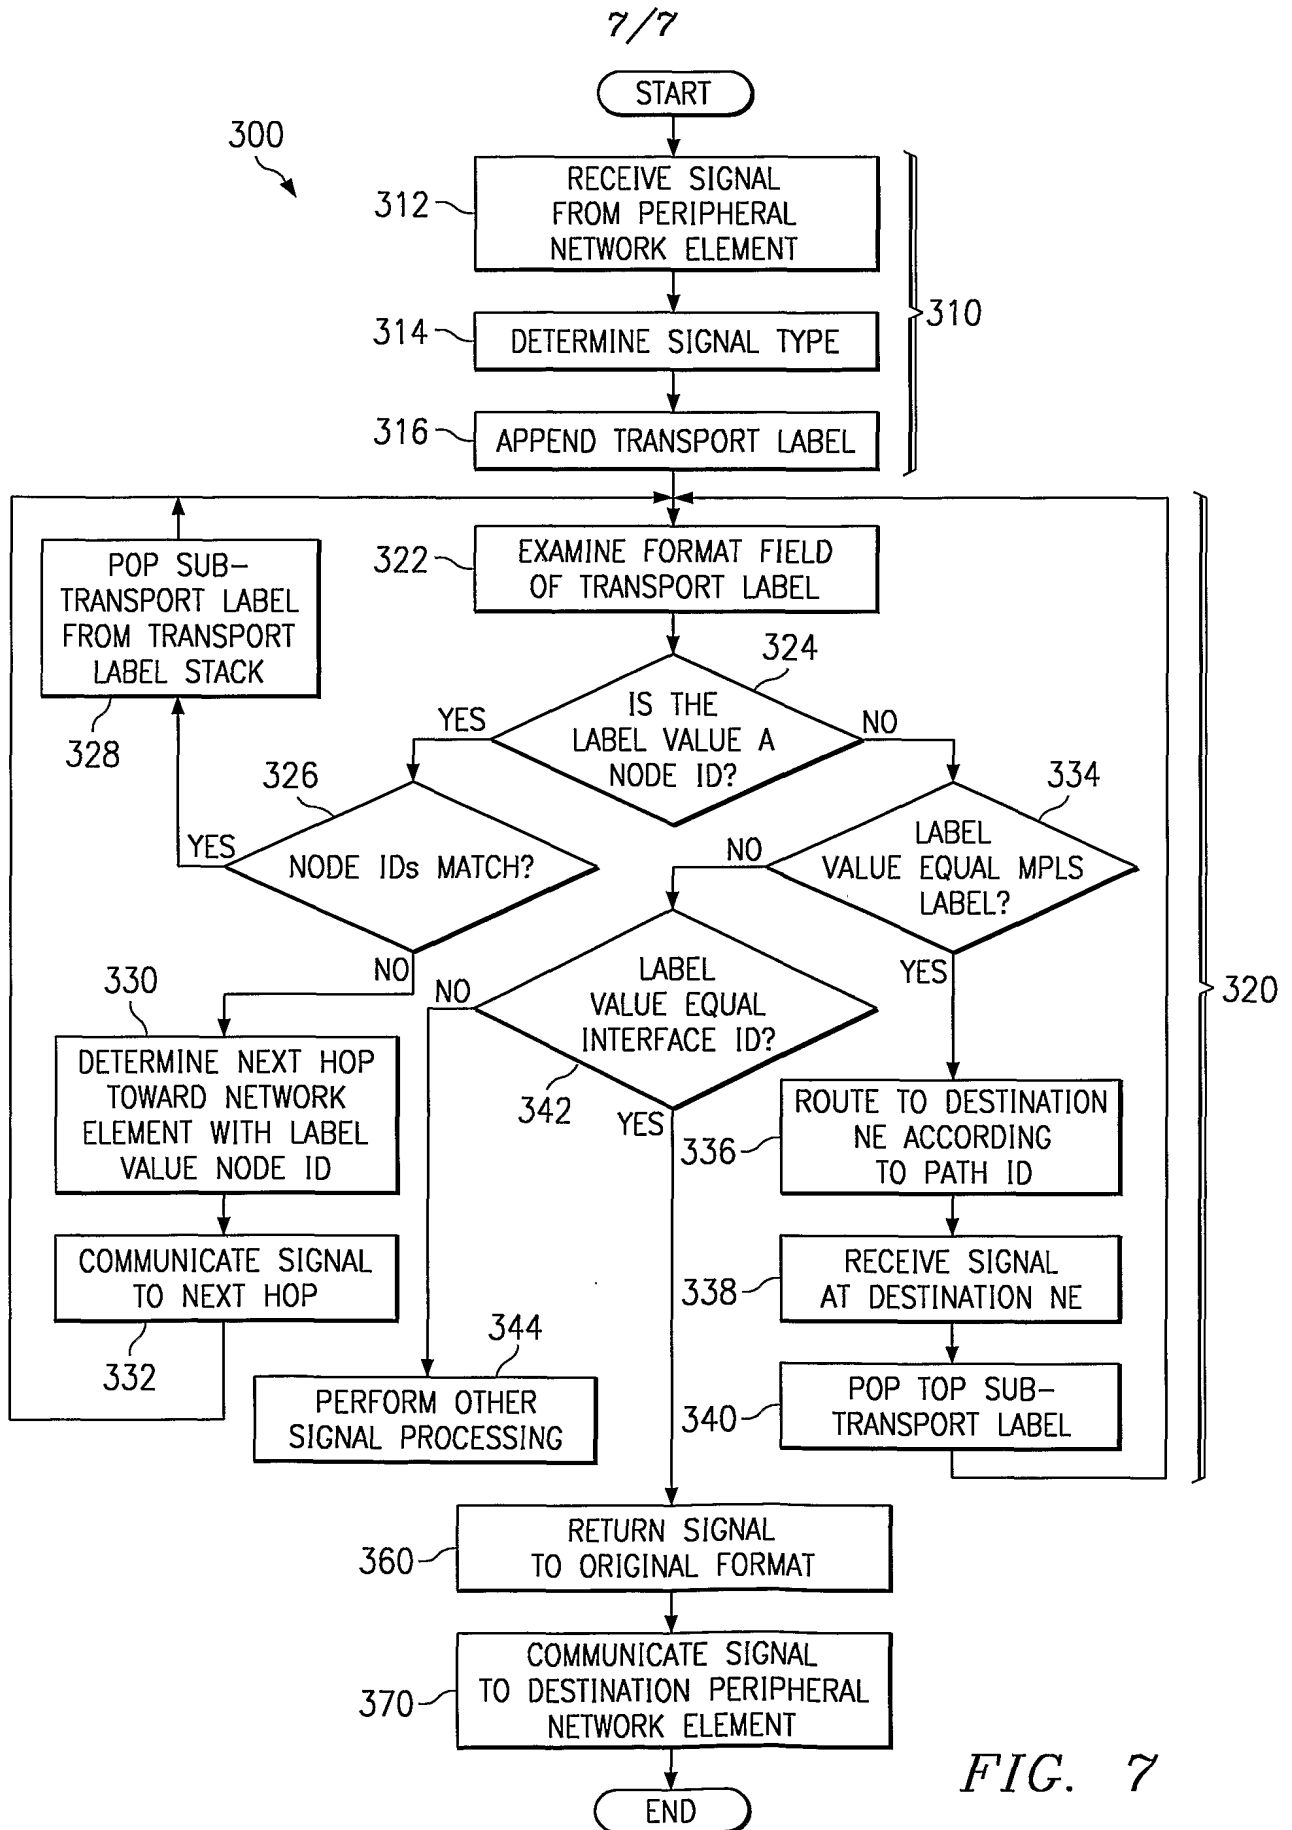 7/7
START
300
312
RECEIVE SIGNAL
FROM PERIPHERAL
NETWORK ELEMENT
310
314
DETERMINE SIGNAL TYPE
316
APPEND TRANSPORT LABEL
POP SUB-
TRANSPORT LABEL
FROM TRANSPORT
LABEL STACK
328
322
EXAMINE FORMAT FIELD
OF TRANSPORT LABEL
324
IS THE
LABEL VALUE A
NODE ID?
YES
NO
326
NODE IDs MATCH?
YES
NO
334
LABEL
VALUE EQUAL MPLS
LABEL?
NO
YES
320
330
DETERMINE NEXT HOP
TOWARD NETWORK
ELEMENT WITH LABEL
VALUE NODE ID
LABEL
VALUE EQUAL
INTERFACE ID?
NO
342
YES
336
ROUTE TO DESTINATION
NE ACCORDING
TO PATH ID
COMMUNICATE SIGNAL
TO NEXT HOP
332
338
RECEIVE SIGNAL
AT DESTINATION NE
344
PERFORM OTHER
SIGNAL PROCESSING
340
POP TOP SUB-
TRANSPORT LABEL
360
RETURN SIGNAL
TO ORIGINAL FORMAT
370
COMMUNICATE SIGNAL
TO DESTINATION PERIPHERAL
NETWORK ELEMENT
END
FIG. 7